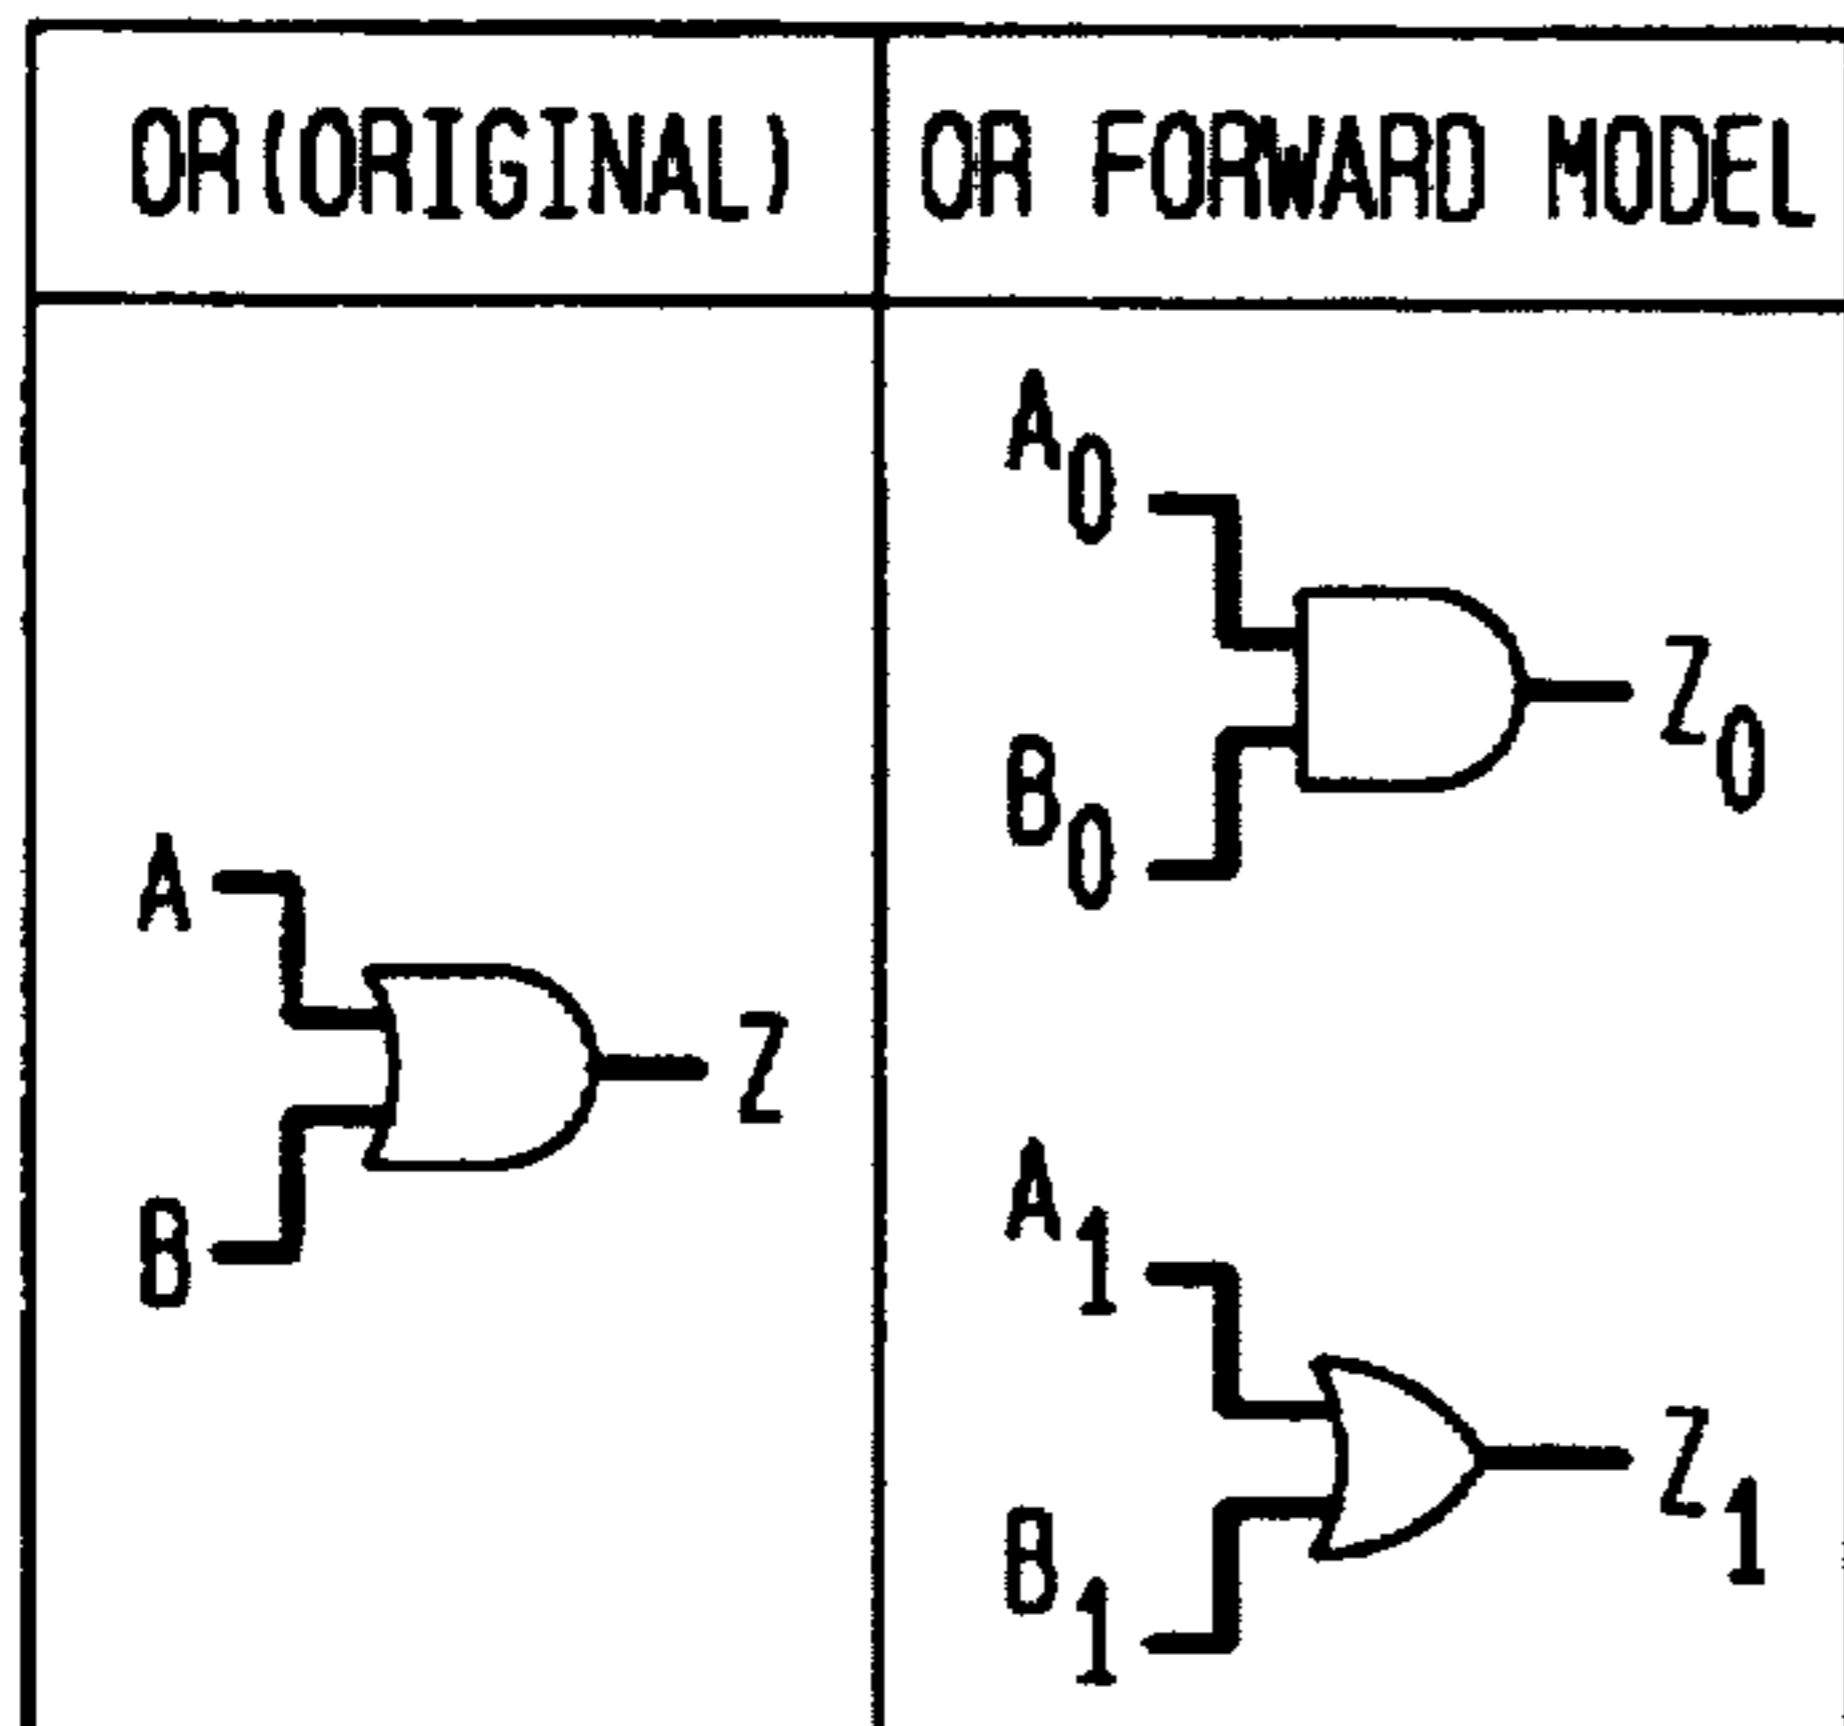 OR(ORIGINAL)
OR FORWARD MODEL
A
B
Z
A0
B0
Z0
A1
B1
Z1